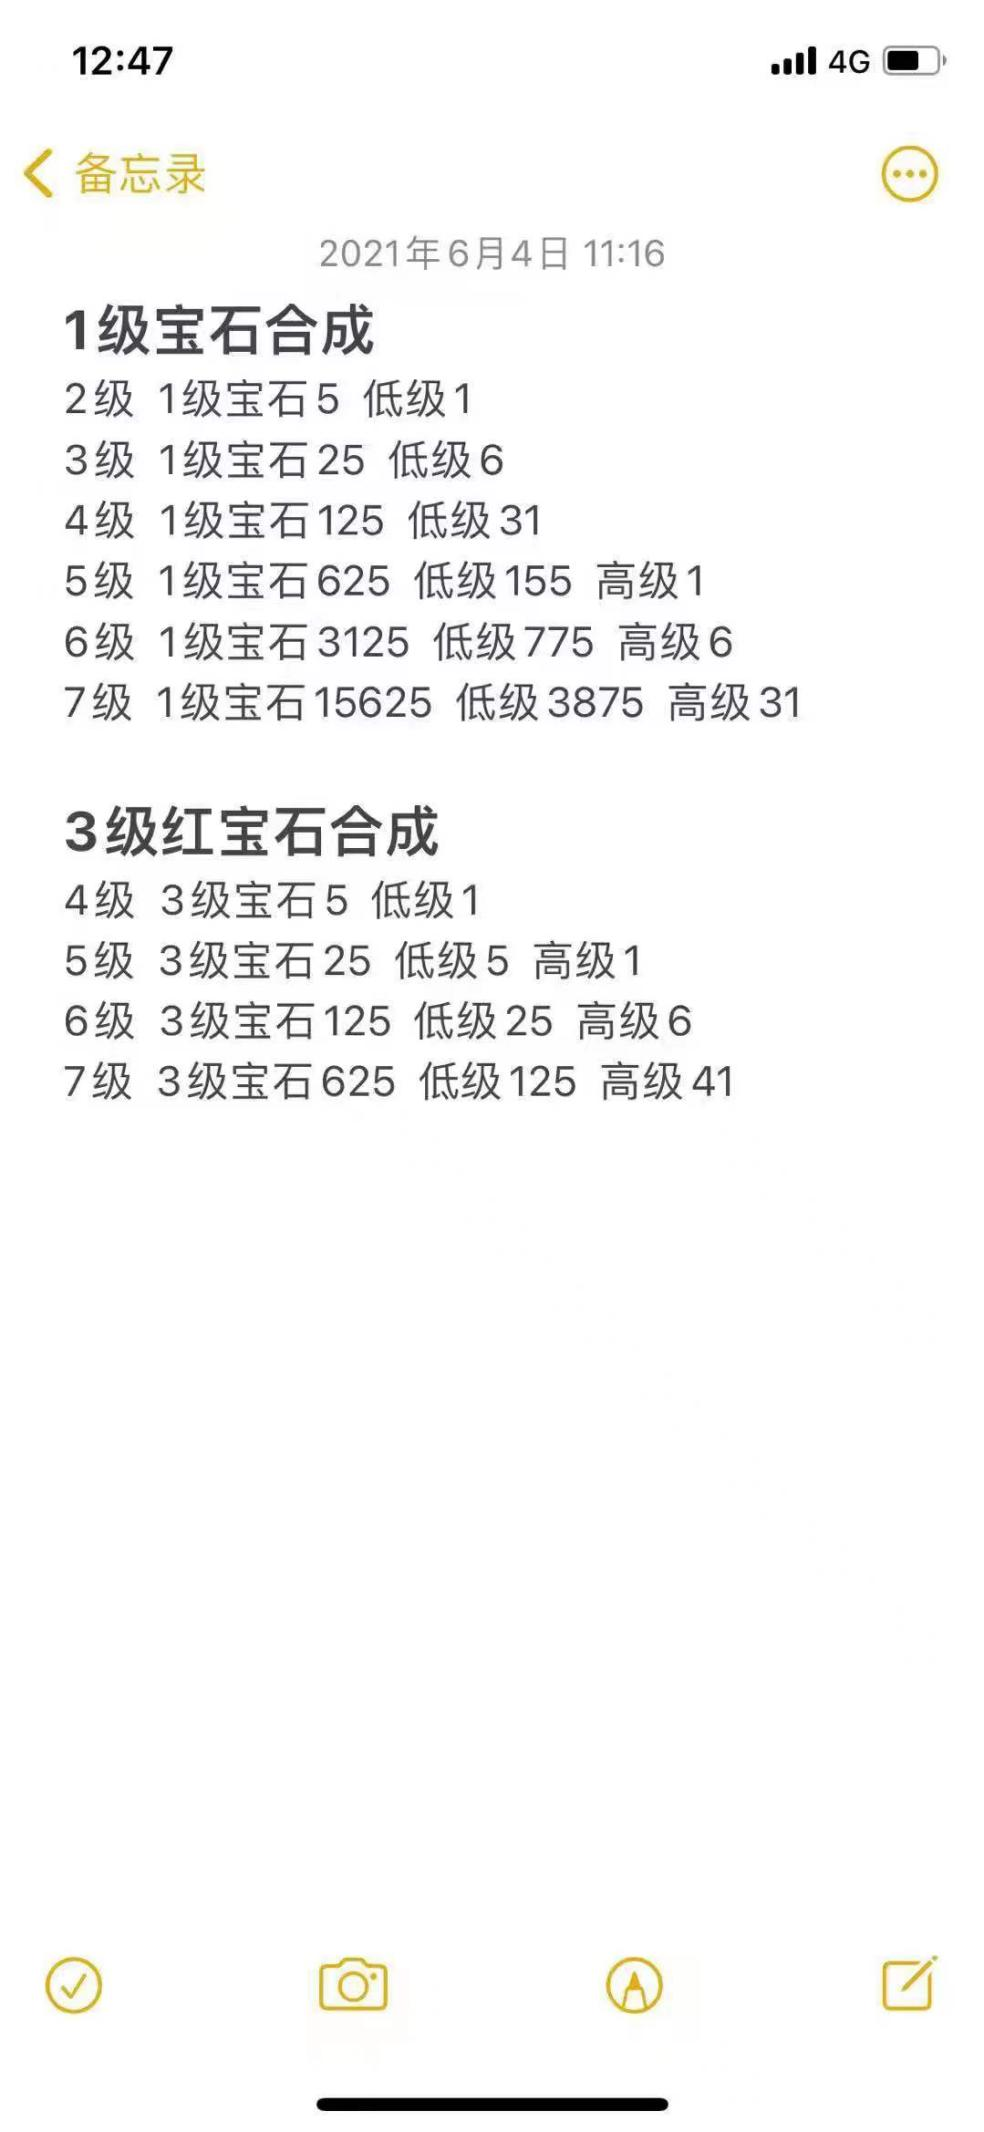 12:47
4G
备忘录
2021年6月4日 11:16
1级宝石合成
2级 1级宝石5 低级1
3级 1级宝石25 低级6
4级 1级宝石125 低级31
5级 1级宝石625 低级155 高级1
6级 1级宝石3125 低级775 高级6
7级 1级宝石15625 低级3875 高级31
3级红宝石合成
4级 3级宝石5 低级1
5级 3级宝石25 低级5 高级1
6级 3级宝石125 低级25 高级6
7级 3级宝石625 低级125 高级41